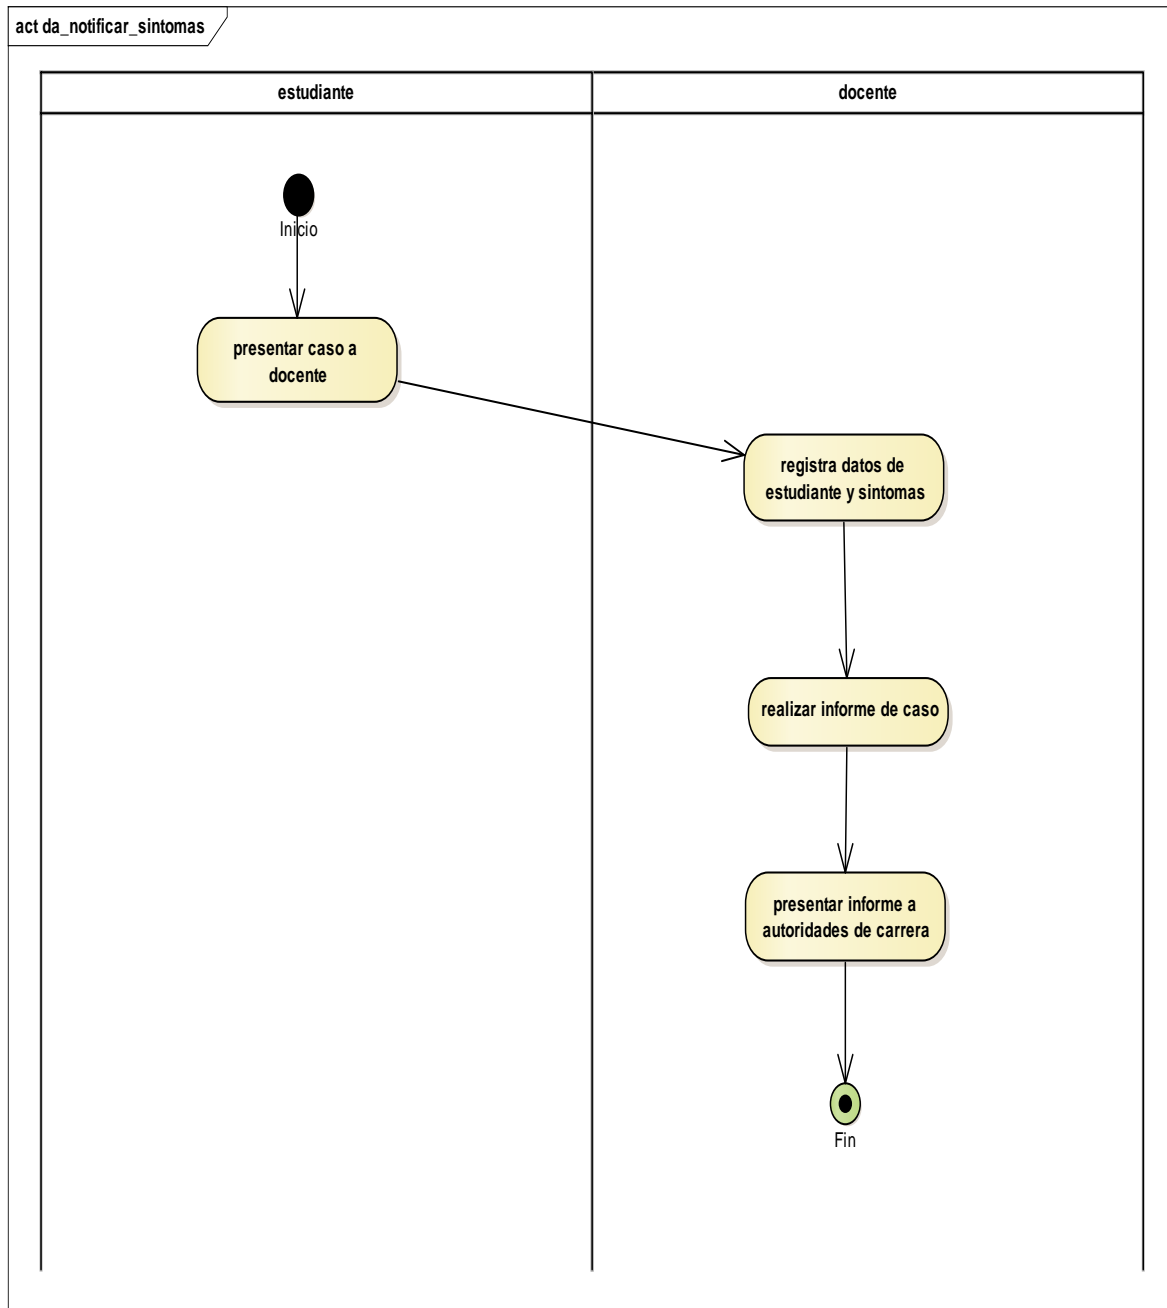 act da_notificar_sintomas
estudiante
docente
Inicio
presentar caso a
docente
registra datos de
estudiante y sintomas
realizar informe de caso
presentar informe a
autoridades de carrera
Fin